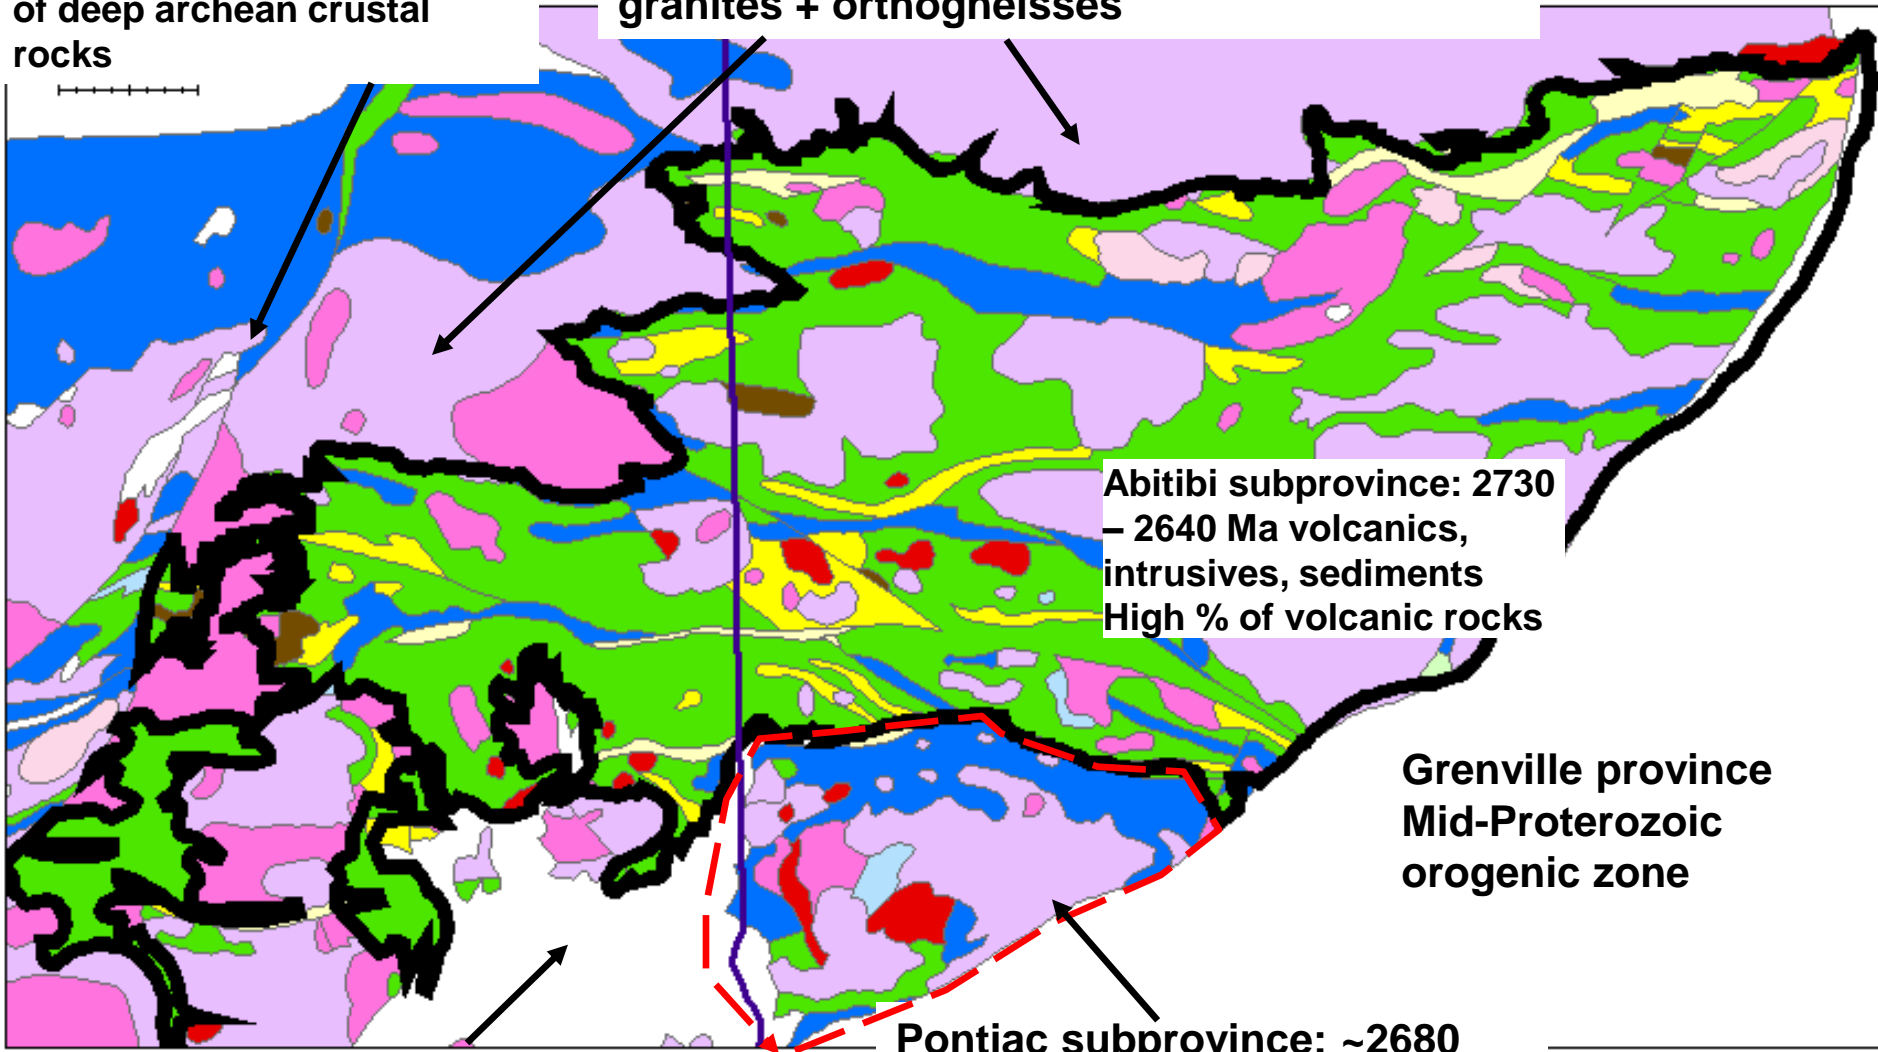 of deep archean crustal
rocks
granites + orthogneisses
Abitibi subprovince: 2730
– 2640 Ma volcanics,
intrusives, sediments
High % of volcanic rocks
Grenville province
Mid-Proterozoic
orogenic zone
Pontiac subprovince: ~2680